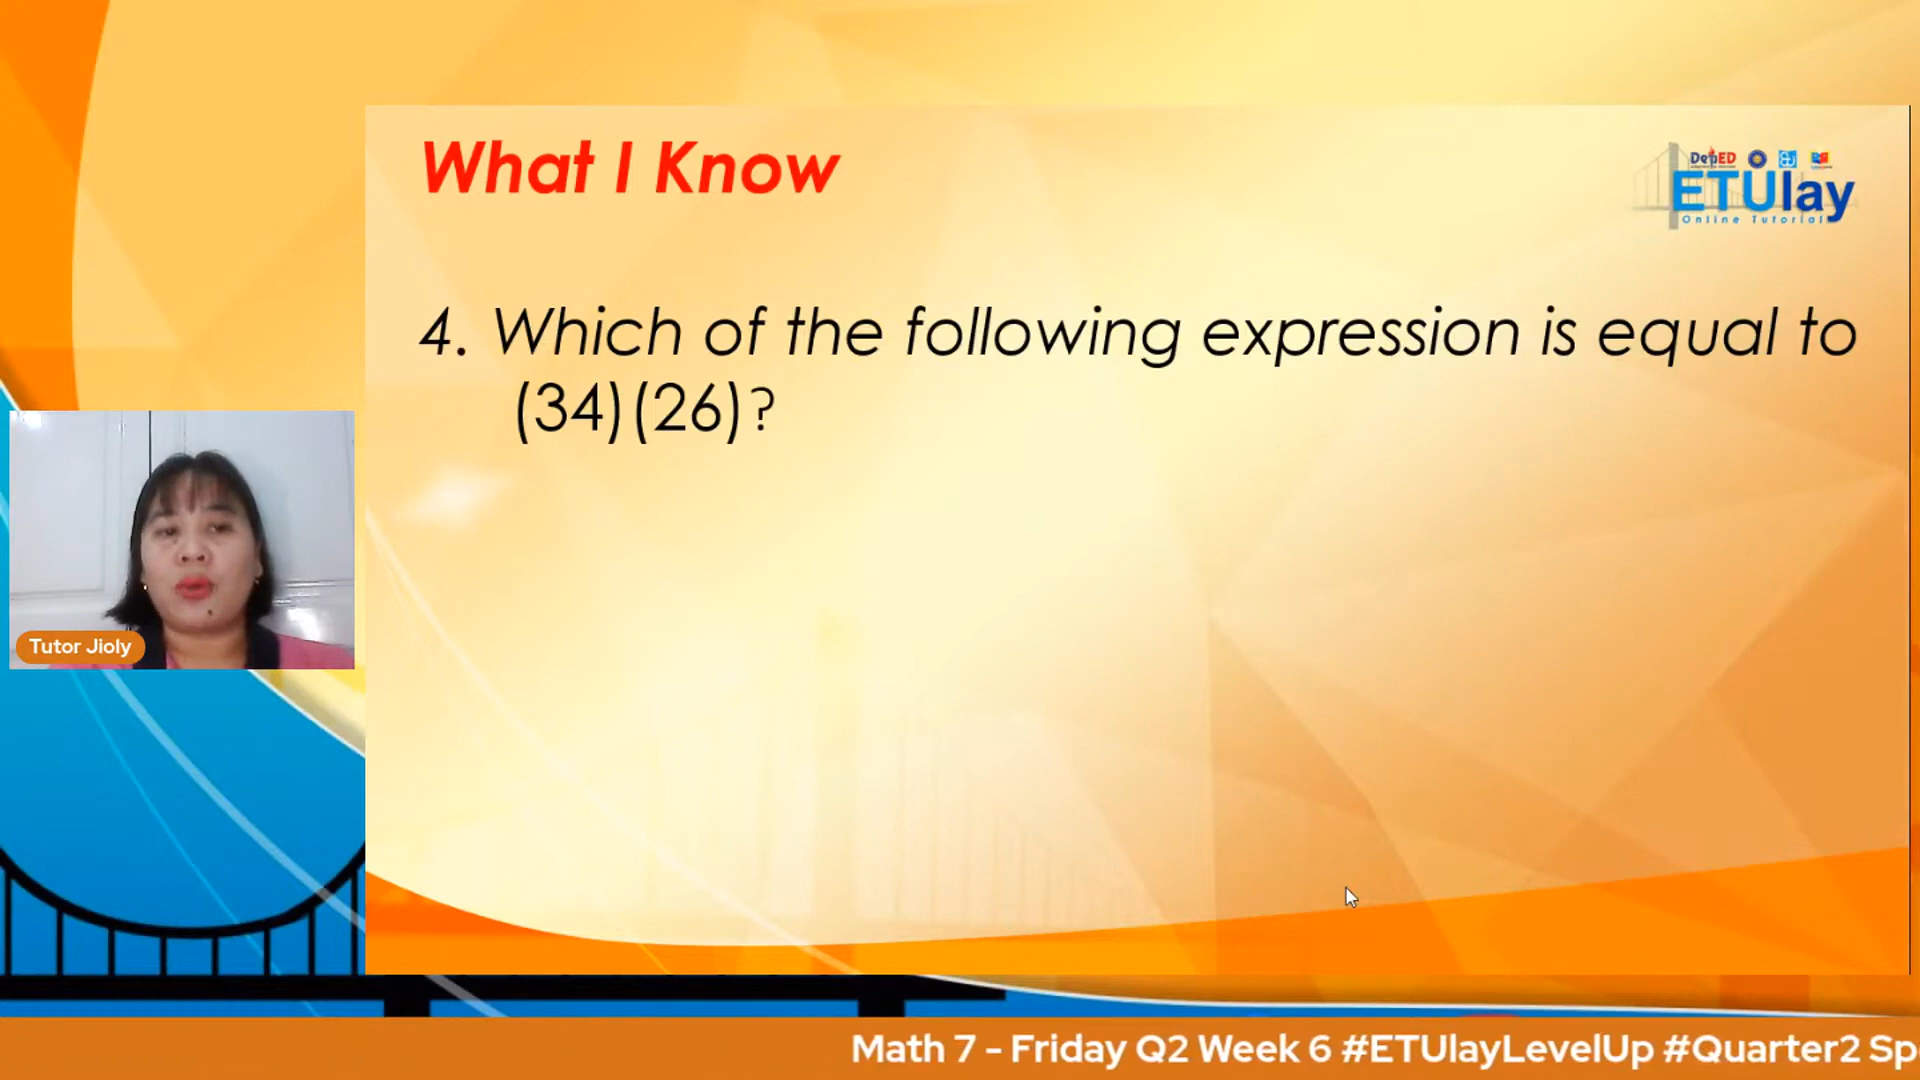 What I Know
DepED
ETUlay
Online Tutorial
4. Which of the following expression is equal to
(34)(26)?
Tutor Jioly
Math 7 - Friday Q2 Week 6 #ETUlayLevelUp #Quarter2 Sp